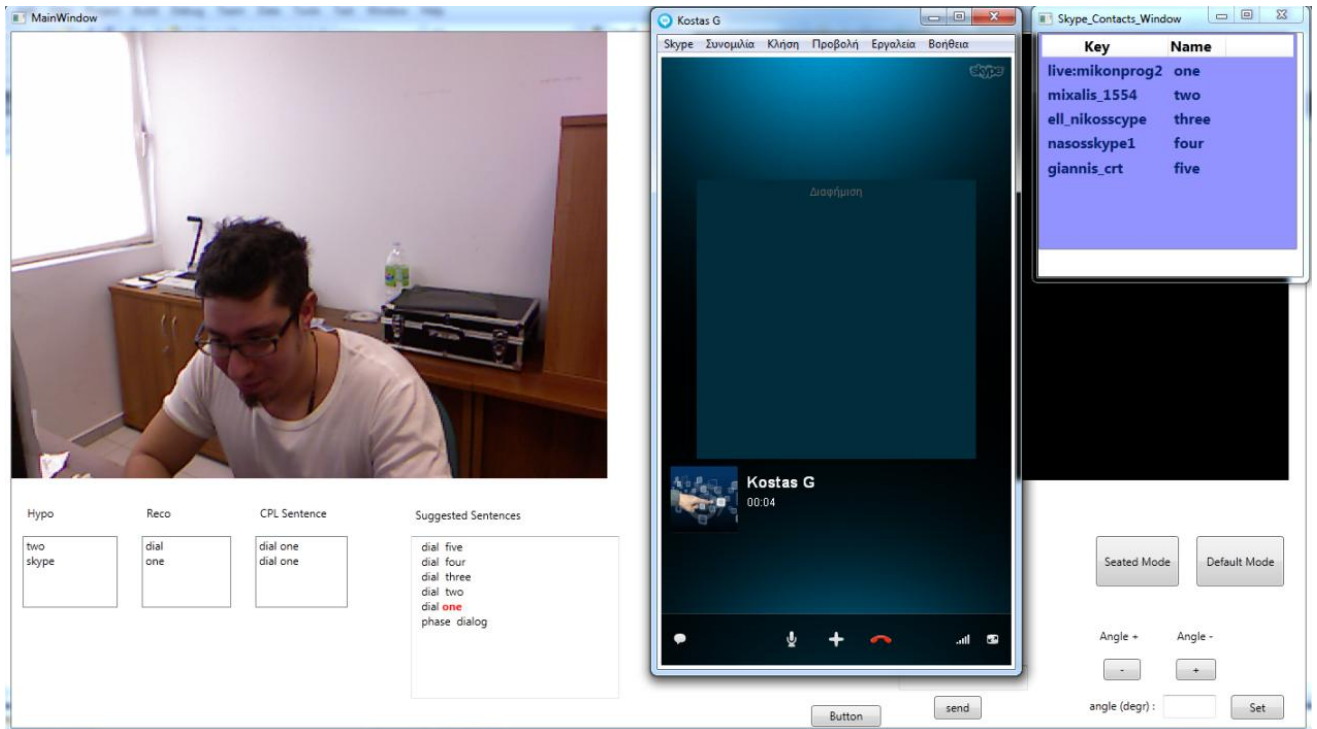 MainWindow
Hypo
Reco
CPL Sentence
Suggested Sentences
two
skype
dial
one
dial one
dial one
dial five
dial four
dial three
dial two
dial one
phase dialog
Button
send
Kostas G
Skype Συνομιλία Κλήση Προβολή Εργαλεία Βοήθεια
skype
Διαφήμιση
Kostas G
00:04
Skype_Contacts_Window
Key Name
live:mikonprog2 one
mixalis_1554 two
ell_nikosscype three
nasosskype1 four
giannis_crt five
Seated Mode
Default Mode
Angle +
Angle -
-
+
angle (degr) :
Set